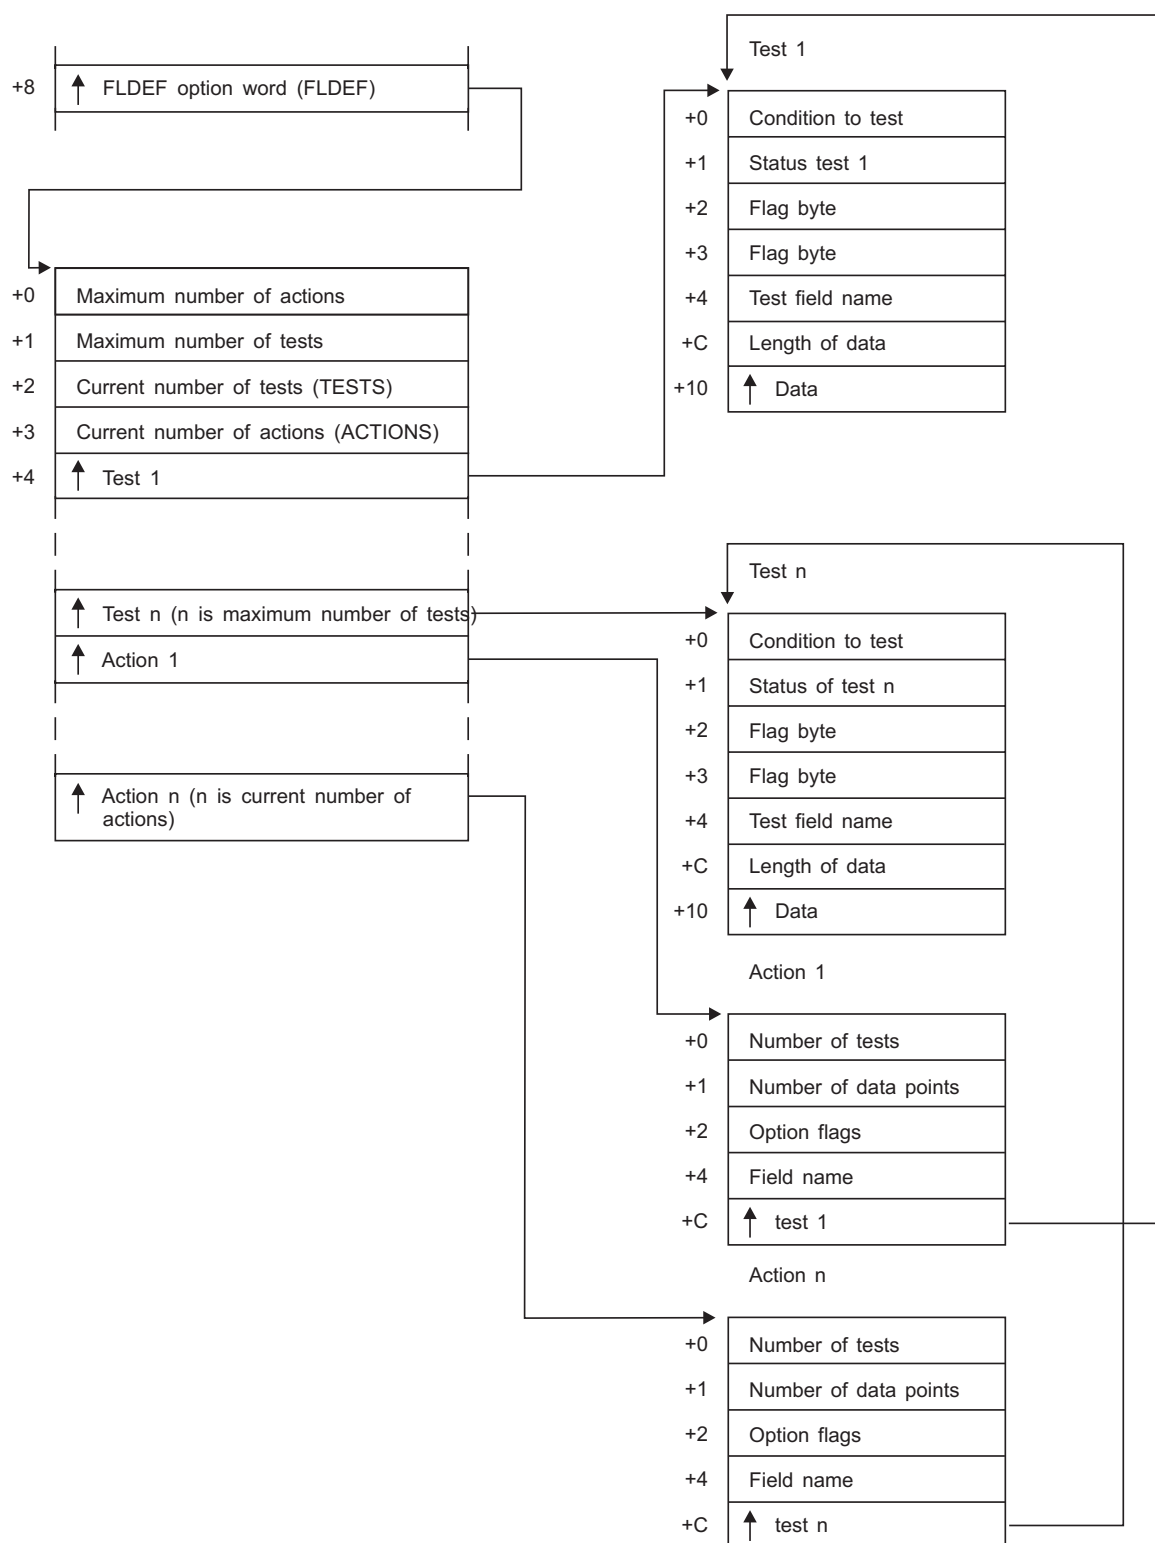 +8 ↑ FLDEF option word (FLDEF)
+0 Maximum number of actions
+1 Maximum number of tests
+2 Current number of tests (TESTS)
+3 Current number of actions (ACTIONS)
+4 ↑ Test 1
↑ Test n (n is maximum number of tests)
↑ Action 1
↑ Action n (n is current number of
actions)
Test 1
+0 Condition to test
+1 Status test 1
+2 Flag byte
+3 Flag byte
+4 Test field name
+C Length of data
+10 ↑ Data
Test n
+0 Condition to test
+1 Status of test n
+2 Flag byte
+3 Flag byte
+4 Test field name
+C Length of data
+10 ↑ Data
Action 1
+0 Number of tests
+1 Number of data points
+2 Option flags
+4 Field name
+C ↑ test 1
Action n
+0 Number of tests
+1 Number of data points
+2 Option flags
+4 Field name
+C ↑ test n